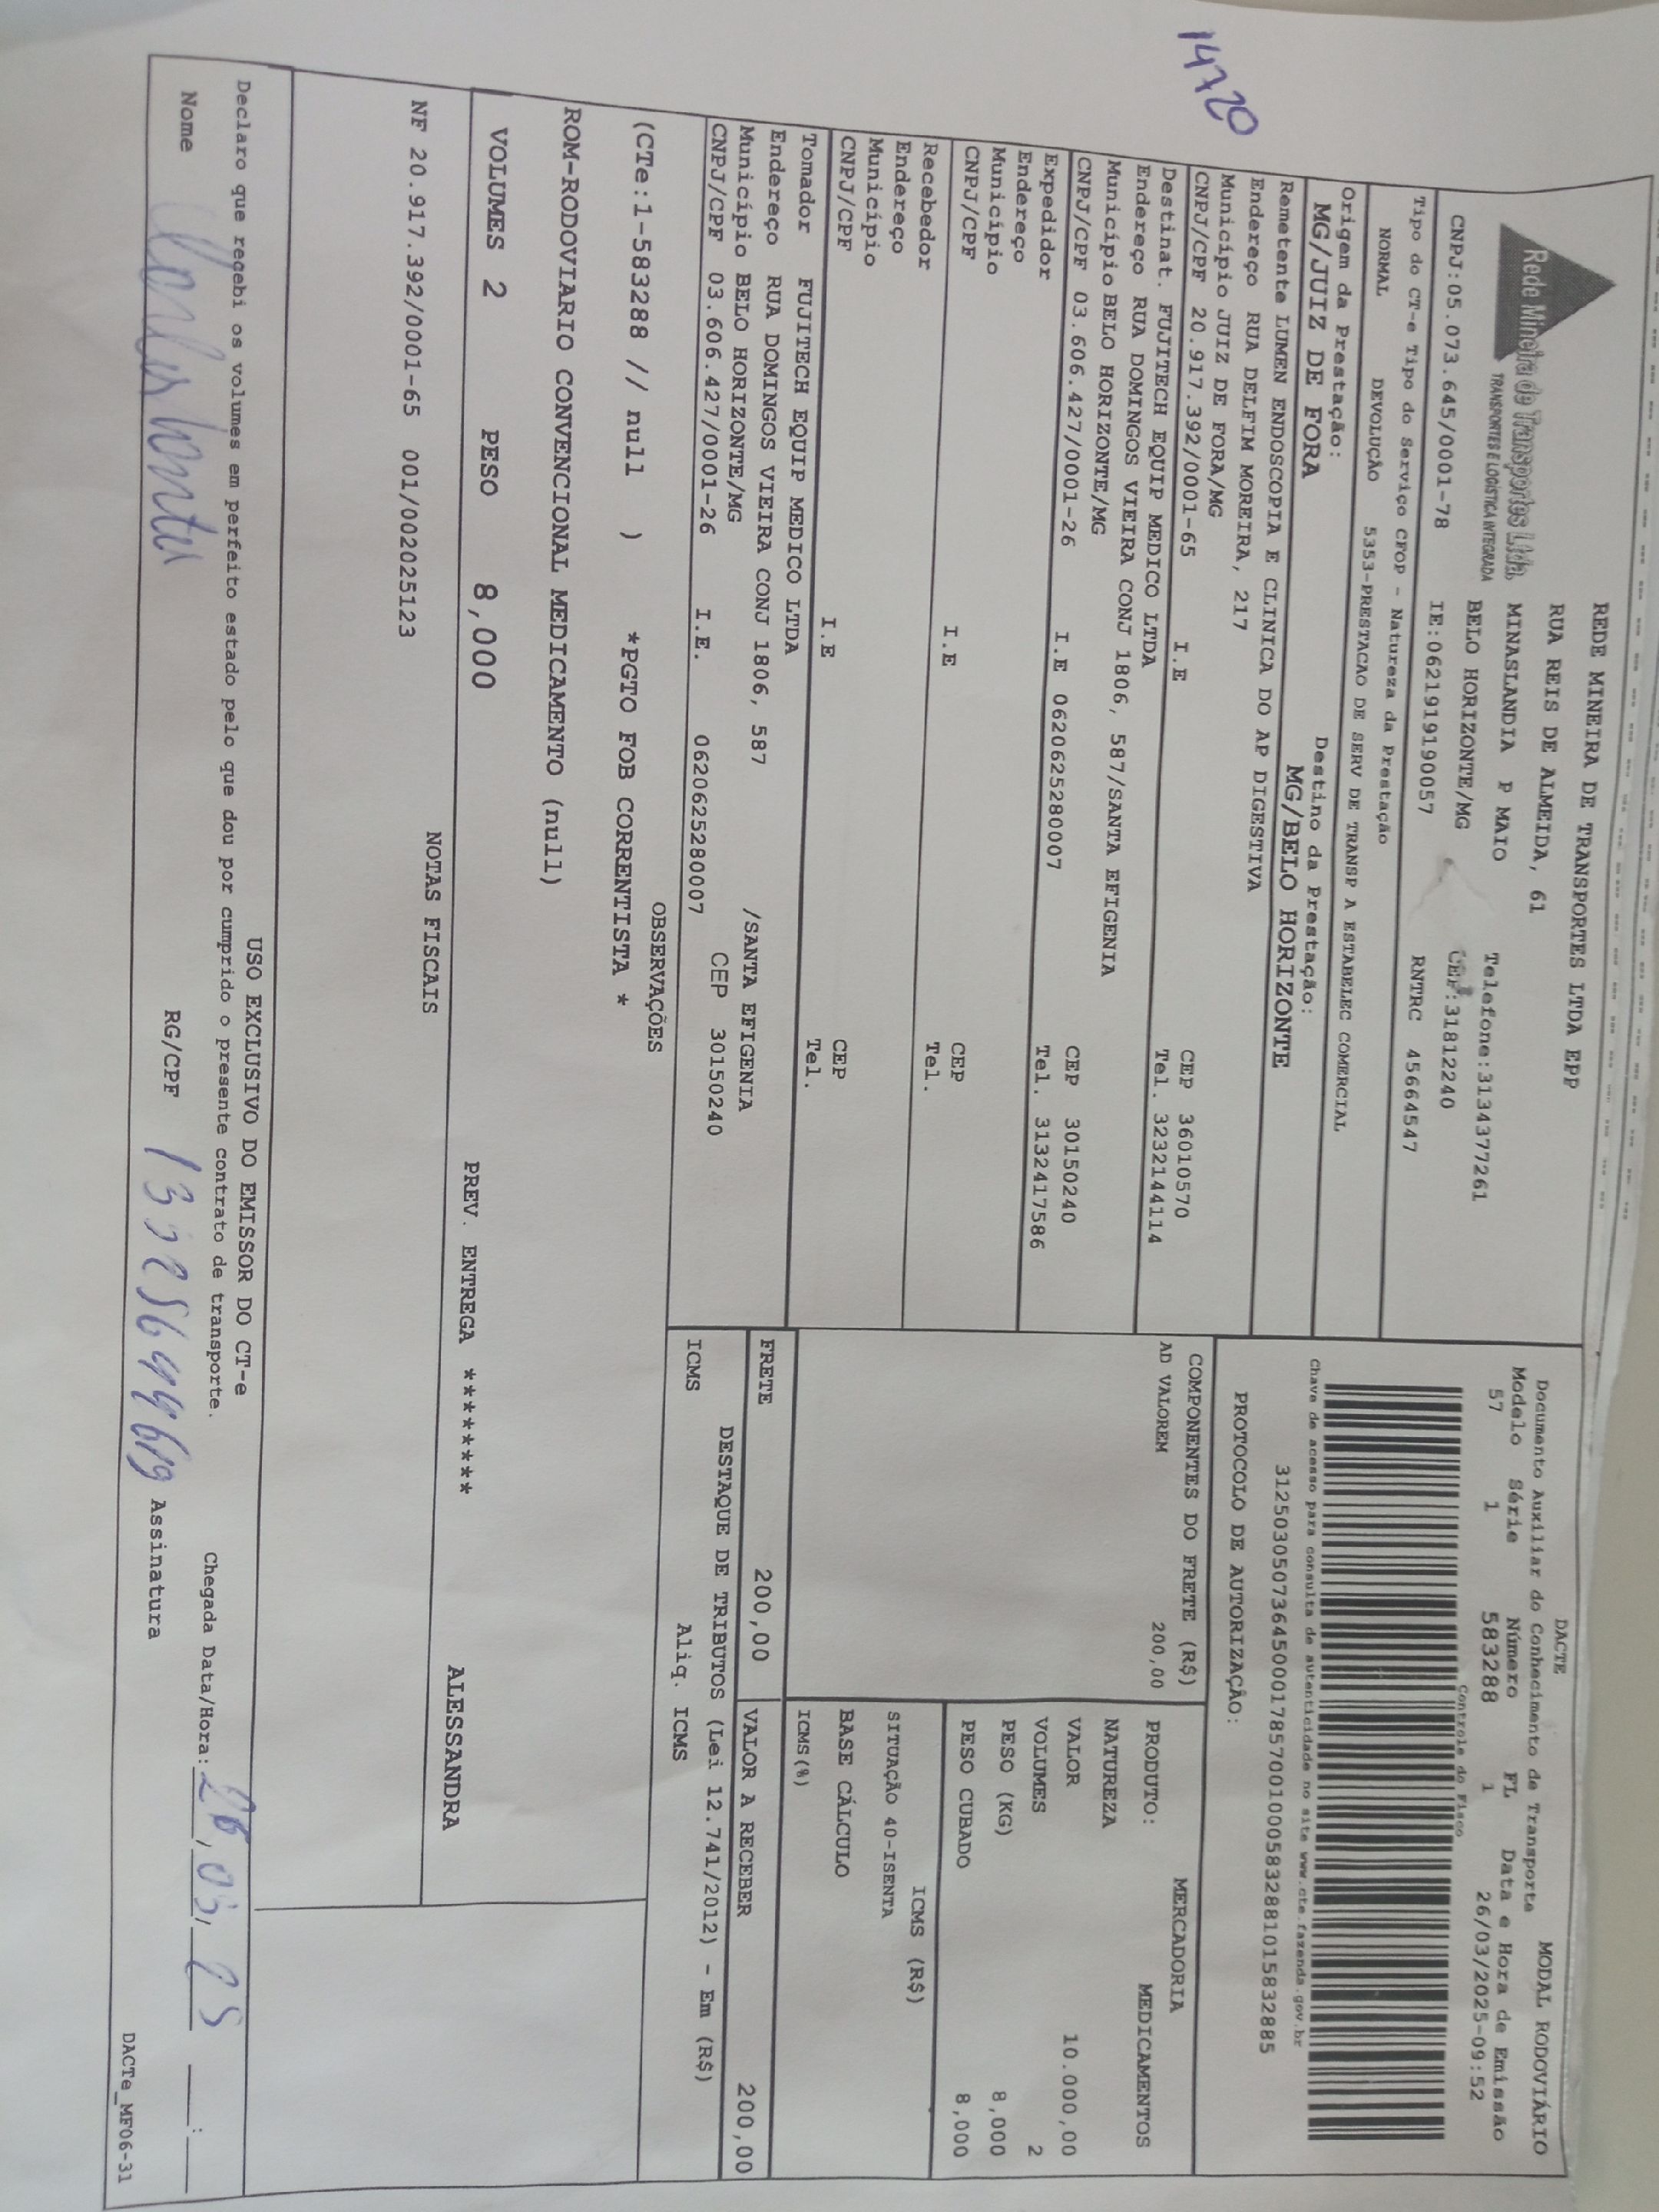 14720
Rede Mineira de Transportes Ltda.
TRANSPORTES E LOGÍSTICA INTEGRADA
CNPJ:05.073.645/0001-78
REDE MINEIRA DE TRANSPORTES LTDA EPP
RUA REIS DE ALMEIDA, 61
MINASLANDIA P MAIO Telefone:3134377261
BELO HORIZONTE/MG CEP:31812240
IE:0621919190057 RNTRC 45664547
DACTE MODAL RODOVIÁRIO
Documento Auxiliar do Conhecimento de Transporte
Modelo Série Número FL Data e Hora de Emissão
57 1 583288 1 26/03/2025-09:52
Controle do Fisco
Chave de acesso para consulta de autenticidade no site www.cte.fazenda.gov.br
31250305073645000178570010005832881015832885
PROTOCOLO DE AUTORIZAÇÃO:
Tipo do CT-e Tipo do Serviço CFOP - Natureza da Prestação
NORMAL DEVOLUÇÃO 5353-PRESTACAO DE SERV DE TRANSP A ESTABELEC COMERCIAL
Origem da Prestação: Destino da Prestação:
MG/JUIZ DE FORA MG/BELO HORIZONTE
Remetente LUMEN ENDOSCOPIA E CLINICA DO AP DIGESTIVA
Endereço RUA DELFIM MOREIRA, 217
Município JUIZ DE FORA/MG CEP 36010570
CNPJ/CPF 20.917.392/0001-65 I.E Tel. 3232144114
Destinat. FUJITECH EQUIP MEDICO LTDA
Endereço RUA DOMINGOS VIEIRA CONJ 1806, 587/SANTA EFIGENIA
Município BELO HORIZONTE/MG CEP 30150240
CNPJ/CPF 03.606.427/0001-26 I.E 0620625280007 Tel. 3132417586
Expedidor
Endereço
Município CEP
CNPJ/CPF I.E Tel.
Recebedor
Endereço
Município CEP
CNPJ/CPF I.E Tel.
Tomador FUJITECH EQUIP MEDICO LTDA
Endereço RUA DOMINGOS VIEIRA CONJ 1806, 587 /SANTA EFIGENIA
Município BELO HORIZONTE/MG CEP 30150240
CNPJ/CPF 03.606.427/0001-26 I.E. 0620625280007
COMPONENTES DO FRETE (R$)
AD VALOREM 200,00
MERCADORIA
PRODUTO: MEDICAMENTOS
NATUREZA
VALOR 10.000,00
VOLUMES 2
PESO (KG) 8,000
PESO CUBADO 8,000
ICMS (R$)
SITUAÇÃO 40-ISENTA
BASE CÁLCULO
ICMS(%)
FRETE 200,00 VALOR A RECEBER 200,00
DESTAQUE DE TRIBUTOS (Lei 12.741/2012) - Em (R$)
ICMS Aliq. ICMS
OBSERVAÇÕES
(CTe:1-583288 // null ) *PGTO FOB CORRENTISTA *
ROM-RODOVIARIO CONVENCIONAL MEDICAMENTO (null)
VOLUMES 2 PESO 8,000 PREV. ENTREGA ******** ALESSANDRA
NOTAS FISCAIS
NF 20.917.392/0001-65 001/002025123
USO EXCLUSIVO DO EMISSOR DO CT-e
Declaro que recebi os volumes em perfeito estado pelo que dou por cumprido o presente contrato de transporte.
Chegada Data/Hora: 26,03,25 __:__
Nome RG/CPF Assinatura
DACTe_MF06-31